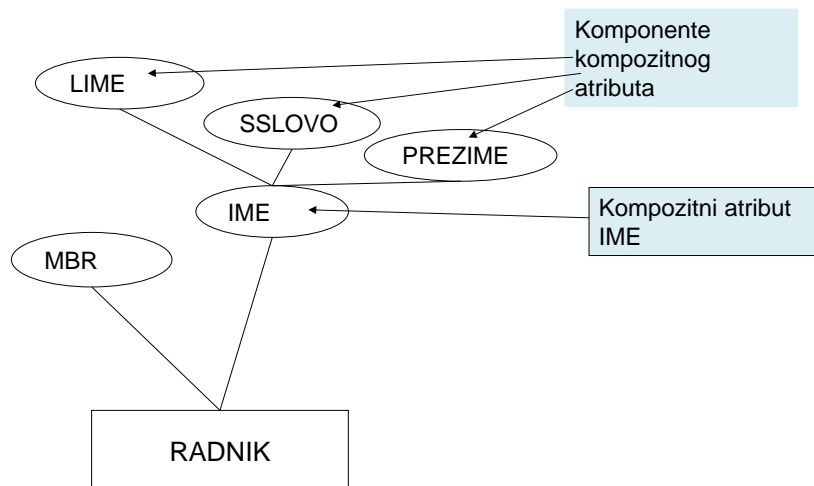 Komponente
kompozitnog
atributa
LIME
SSLOVO
PREZIME
IME
Kompozitni atribut
IME
MBR
RADNIK